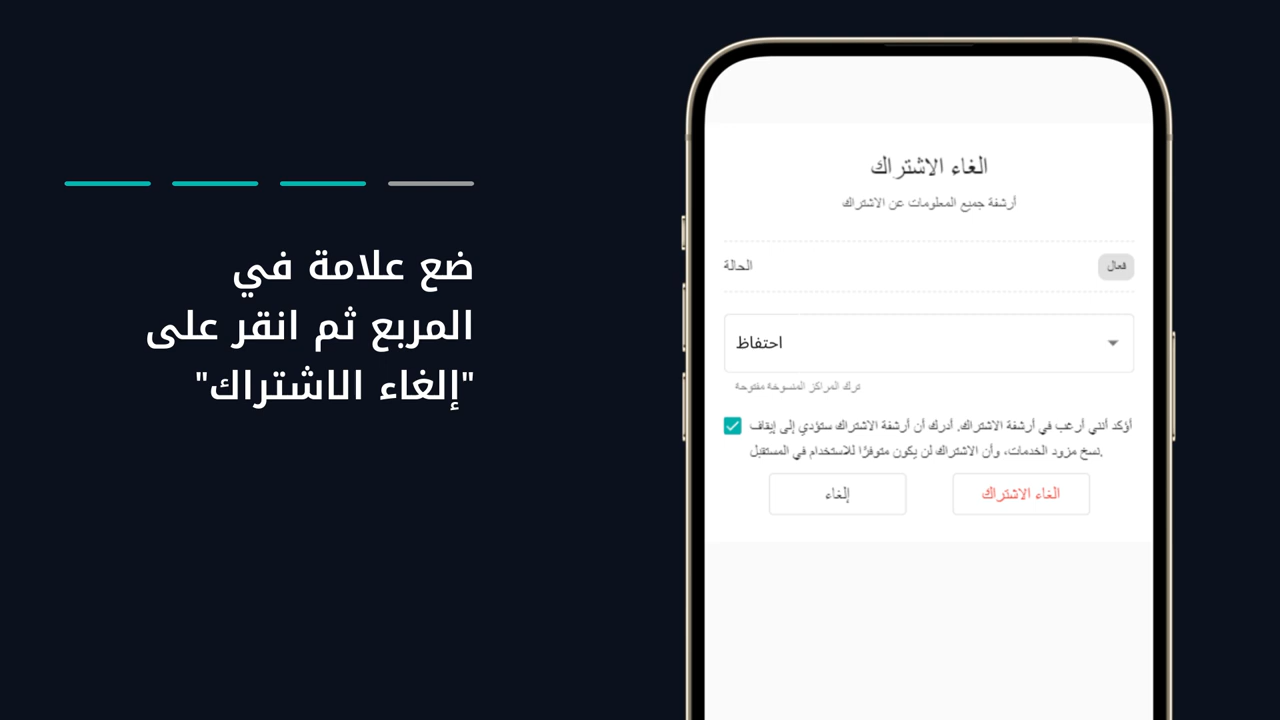 ضع علامة في
المربع ثم انقر على
"إلغاء الاشتراك"
الغاء الاشتراك
أرشفة جميع المعلومات عن الاشتراك
الحالة
فعال
احتفاظ
ترك المراكز المنسوخة مفتوحة
أؤكد أنني أرغب في أرشفة الاشتراك. أدرك أن أرشفة الاشتراك ستؤدي إلى إيقاف
نسخ مزود الخدمات، وأن الاشتراك لن يكون متوفرًا للاستخدام في المستقبل.
إلغاء
الغاء الاشتراك